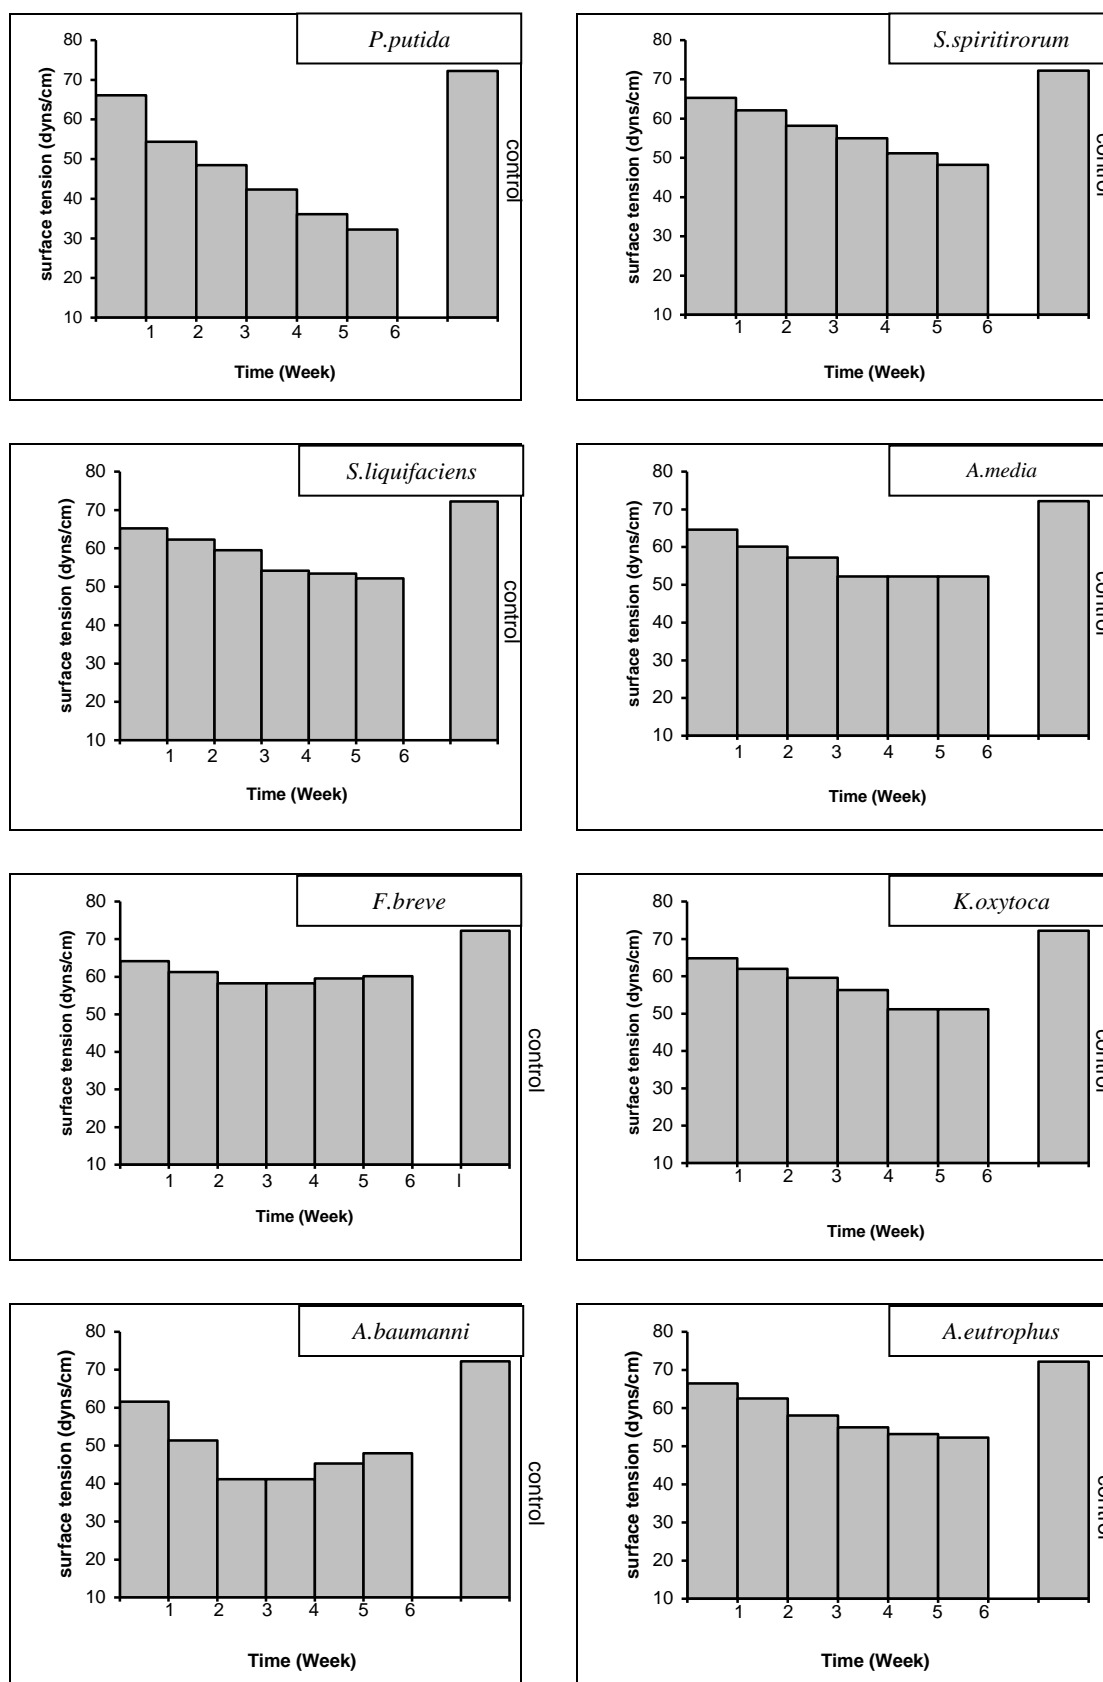 P.putida
surface tension (dyns/cm)
80
70
60
50
40
30
20
10
1 2 3 4 5 6
control
Time (Week)
S.spiritirorum
surface tension (dyns/cm)
80
70
60
50
40
30
20
10
1 2 3 4 5 6
control
Time (Week)
S.liquifaciens
surface tension (dyns/cm)
80
70
60
50
40
30
20
10
1 2 3 4 5 6
control
Time (Week)
A.media
surface tension (dyns/cm)
80
70
60
50
40
30
20
10
1 2 3 4 5 6
control
Time (Week)
F.breve
surface tension (dyns/cm)
80
70
60
50
40
30
20
10
1 2 3 4 5 6 l
control
Time (Week)
K.oxytoca
surface tension (dyns/cm)
80
70
60
50
40
30
20
10
1 2 3 4 5 6
control
Time (Week)
A.baumanni
surface tension (dyns/cm)
80
70
60
50
40
30
20
10
1 2 3 4 5 6
control
Time (Week)
A.eutrophus
surface tension (dyns/cm)
80
70
60
50
40
30
20
10
1 2 3 4 5 6
control
Time (Week)